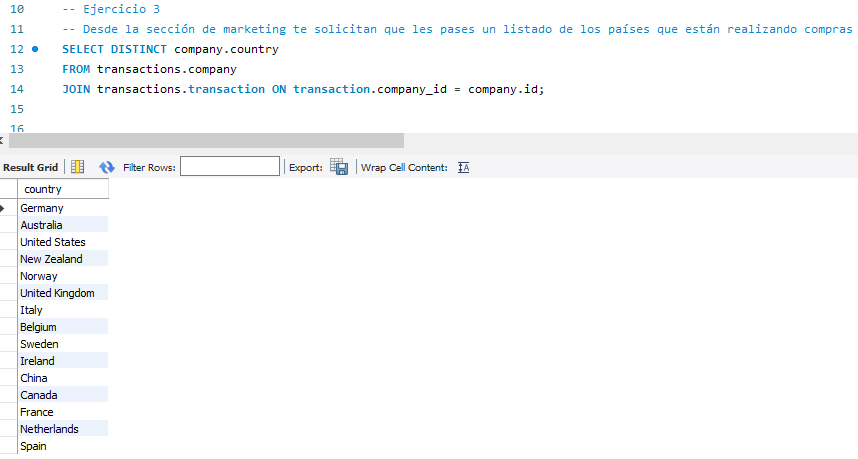 10 -- Ejercicio 3
11 -- Desde la sección de marketing te solicitan que les pases un listado de los países que están realizando compras
12 SELECT DISTINCT company.country
13 FROM transactions.company
14 JOIN transactions.transaction ON transaction.company_id = company.id;
15
16
Result Grid Filter Rows: Export: Wrap Cell Content:
country
Germany
Australia
United States
New Zealand
Norway
United Kingdom
Italy
Belgium
Sweden
Ireland
China
Canada
France
Netherlands
Spain